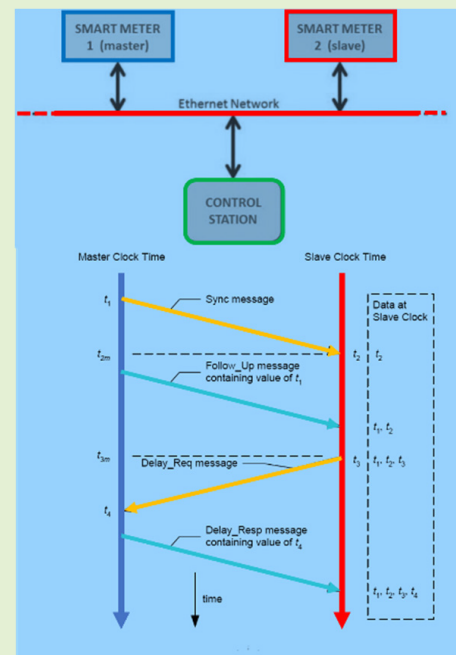 SMART METER
1 (master)
SMART METER
2 (slave)
Ethernet Network
CONTROL
STATION
Master Clock Time
Slave Clock Time
t1
Sync message
Data at
Slave Clock
t2m
t2
t2
Follow_Up message
containing value of t1
t1, t2
t3m
t3
t1, t2, t3
Delay_Req message
t4
Delay_Resp message
containing value of t4
time
t1, t2, t3, t4